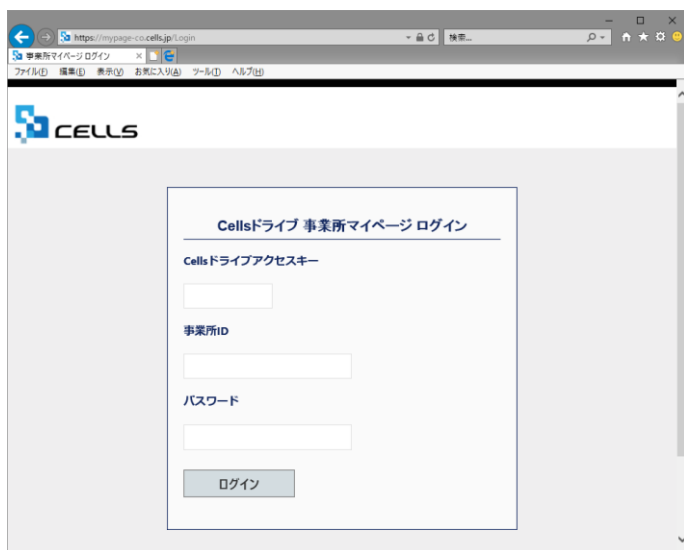 https://mypage-co.cells.jp/Login
検索...
事業所マイページ ログイン
ファイル(F) 編集(E) 表示(V) お気に入り(A) ツール(T) ヘルプ(H)
CELLS
Cellsドライブ 事業所マイページ ログイン
Cellsドライブアクセスキー
事業所ID
パスワード
ログイン